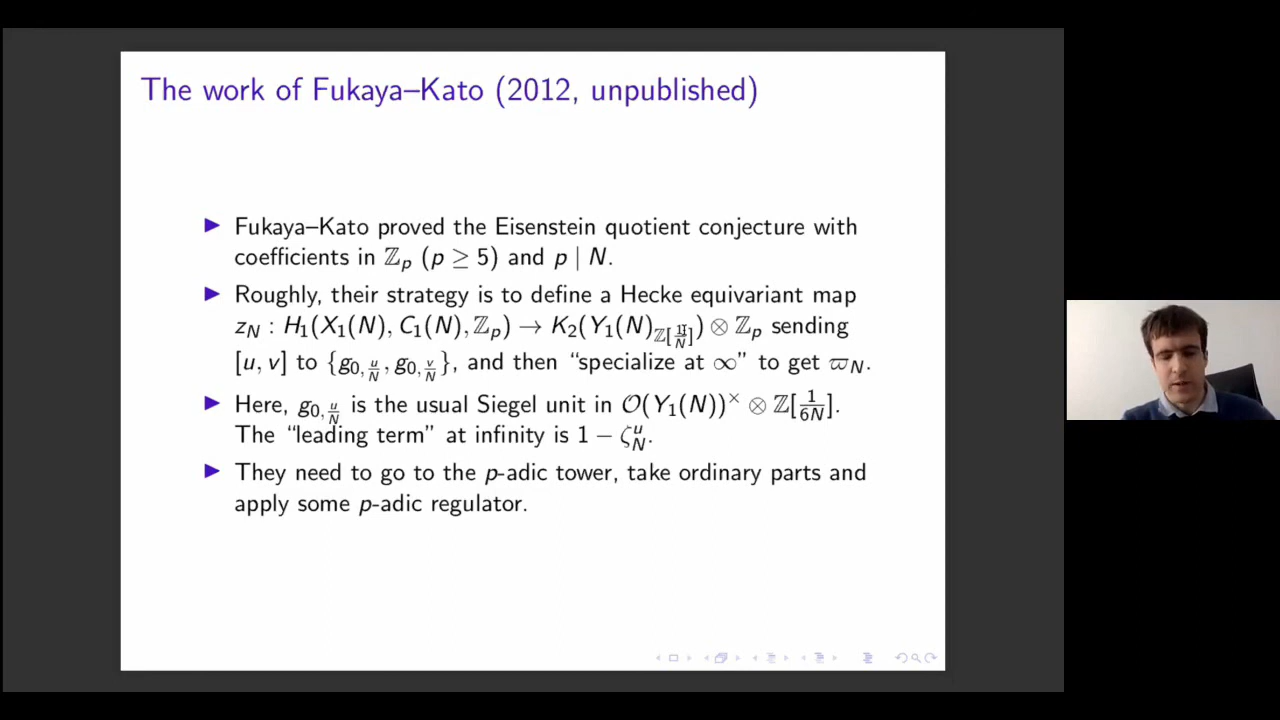 The work of Fukaya–Kato (2012, unpublished)
▶ Fukaya–Kato proved the Eisenstein quotient conjecture with
coefficients in ℤ_p (p ≥ 5) and p | N.
▶ Roughly, their strategy is to define a Hecke equivariant map
z_N : H_1(X_1(N), C_1(N), ℤ_p) → K_2(Y_1(N)_{ℤ[1/N]}) ⊗ ℤ_p sending
[u, v] to {g_{0, u/N}, g_{0, v/N}}, and then “specialize at ∞” to get ϖ_N.
▶ Here, g_{0, u/N} is the usual Siegel unit in 𝒪(Y_1(N))^× ⊗ ℤ[1/6N].
The “leading term” at infinity is 1 − ζ_N^u.
▶ They need to go to the p-adic tower, take ordinary parts and
apply some p-adic regulator.